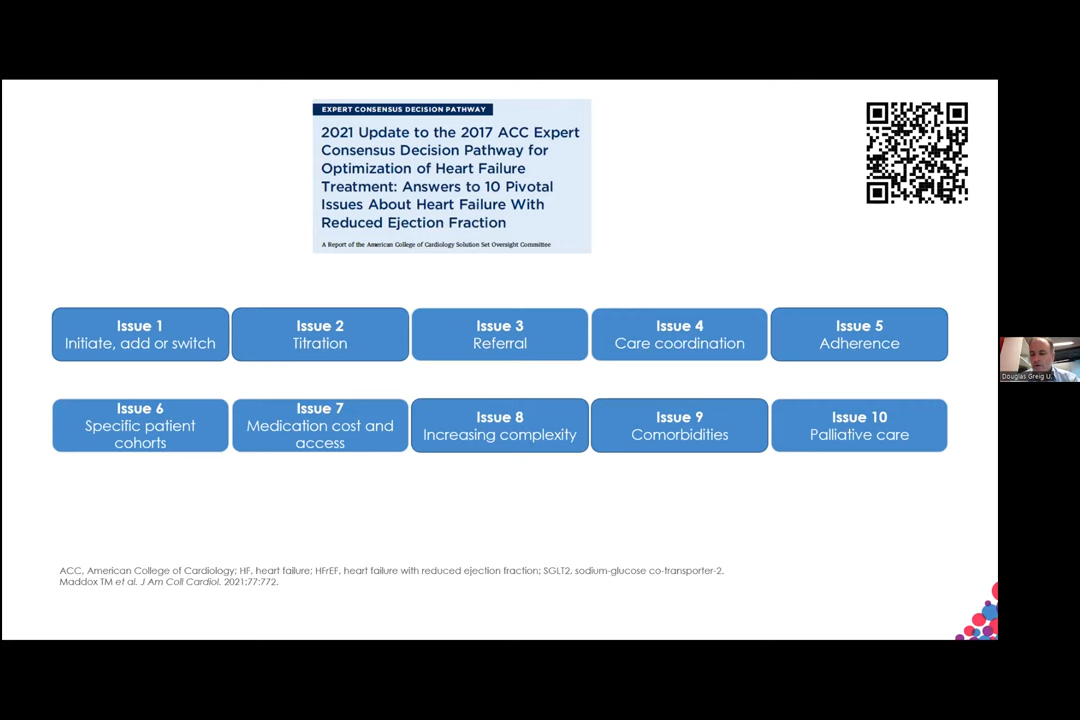 EXPERT CONSENSUS DECISION PATHWAY
2021 Update to the 2017 ACC Expert
Consensus Decision Pathway for
Optimization of Heart Failure
Treatment: Answers to 10 Pivotal
Issues About Heart Failure With
Reduced Ejection Fraction
A Report of the American College of Cardiology Solution Set Oversight Committee
Issue 1
Initiate, add or switch
Issue 2
Titration
Issue 3
Referral
Issue 4
Care coordination
Issue 5
Adherence
Issue 6
Specific patient
cohorts
Issue 7
Medication cost and
access
Issue 8
Increasing complexity
Issue 9
Comorbidities
Issue 10
Palliative care
ACC, American College of Cardiology; HF, heart failure; HFrEF, heart failure with reduced ejection fraction; SGLT2, sodium-glucose co-transporter-2.
Maddox TM et al. J Am Coll Cardiol. 2021;77:772.
Douglas Greig U.